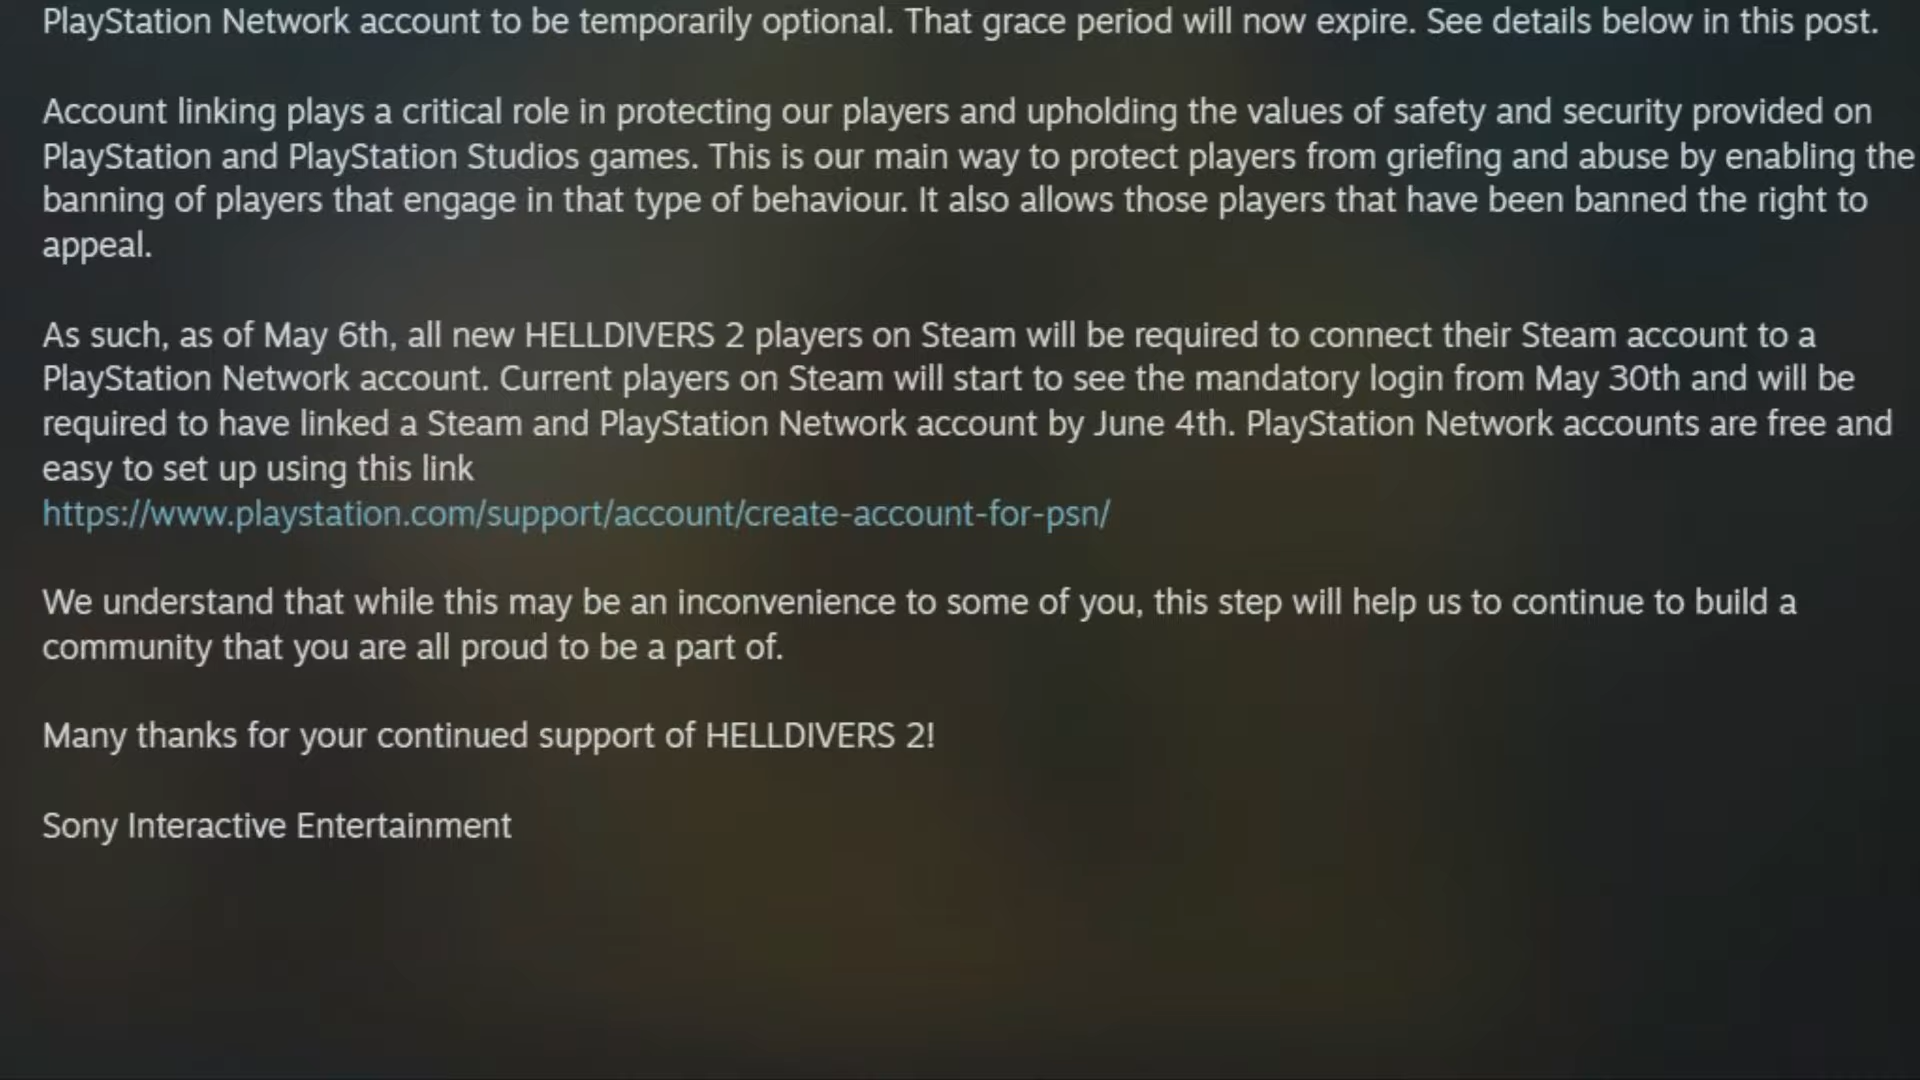 PlayStation Network account to be temporarily optional. That grace period will now expire. See details below in this post.
Account linking plays a critical role in protecting our players and upholding the values of safety and security provided on
PlayStation and PlayStation Studios games. This is our main way to protect players from griefing and abuse by enabling the
banning of players that engage in that type of behaviour. It also allows those players that have been banned the right to
appeal.
As such, as of May 6th, all new HELLDIVERS 2 players on Steam will be required to connect their Steam account to a
PlayStation Network account. Current players on Steam will start to see the mandatory login from May 30th and will be
required to have linked a Steam and PlayStation Network account by June 4th. PlayStation Network accounts are free and
easy to set up using this link
https://www.playstation.com/support/account/create-account-for-psn/
We understand that while this may be an inconvenience to some of you, this step will help us to continue to build a
community that you are all proud to be a part of.
Many thanks for your continued support of HELLDIVERS 2!
Sony Interactive Entertainment